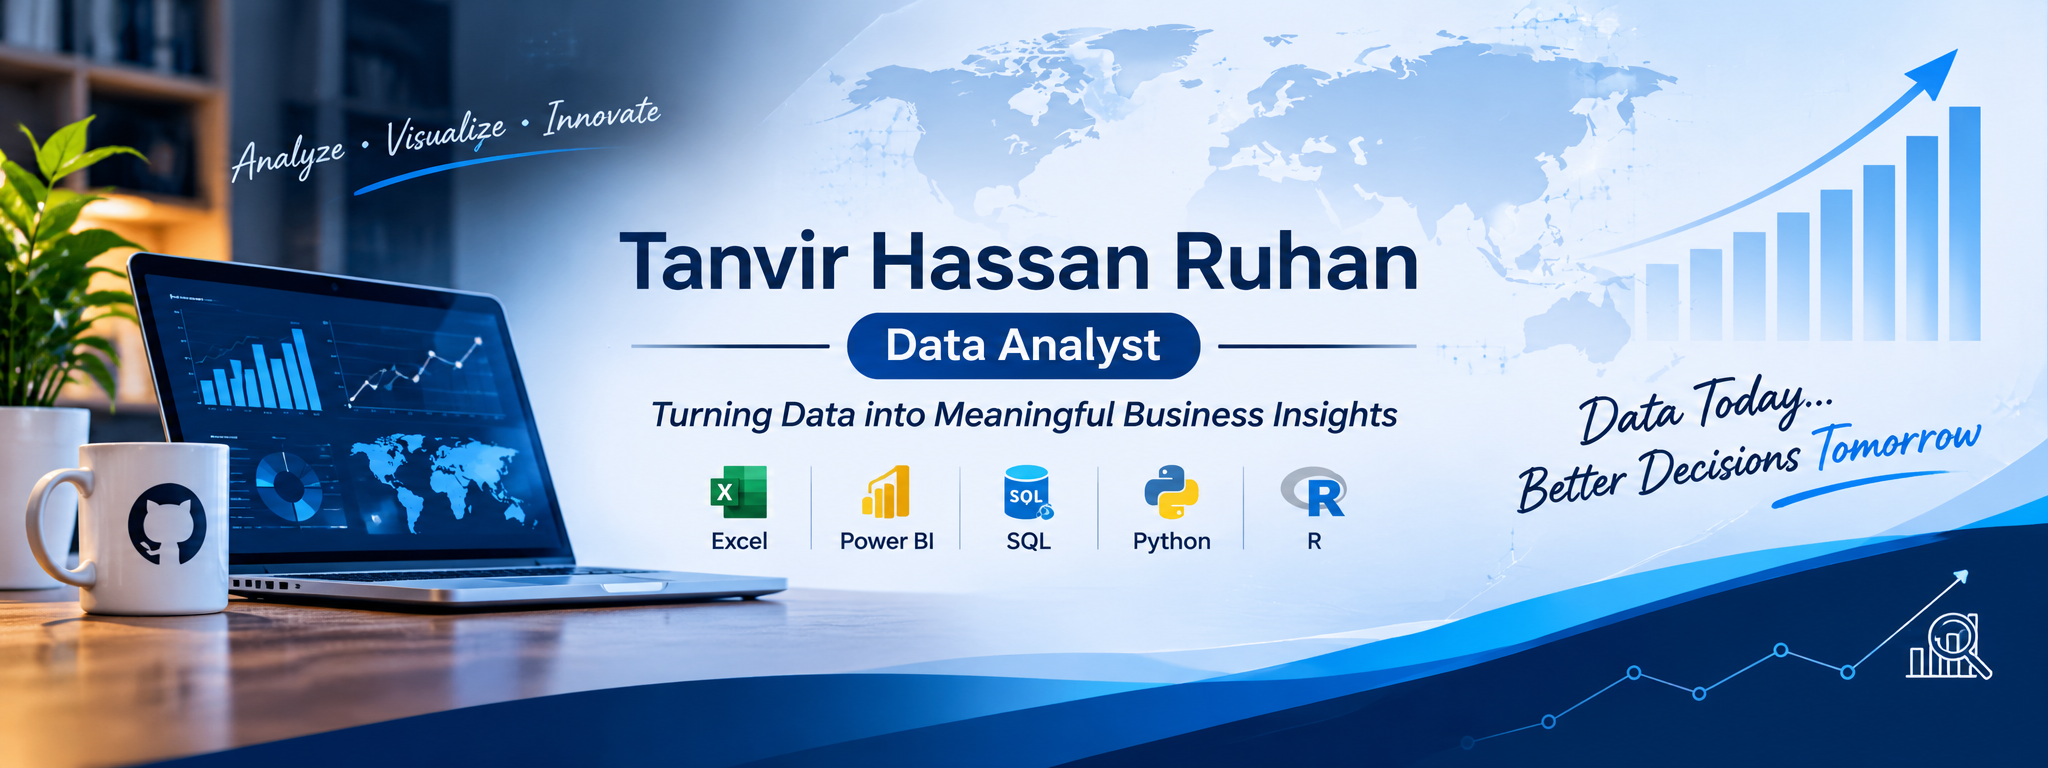 Analyze • Visualize • Innovate
Tanvir Hassan Ruhan
Data Analyst
Turning Data into Meaningful Business Insights
X
SQL
R
Excel
Power BI
SQL
Python
R
Data Today...
Better Decisions Tomorrow